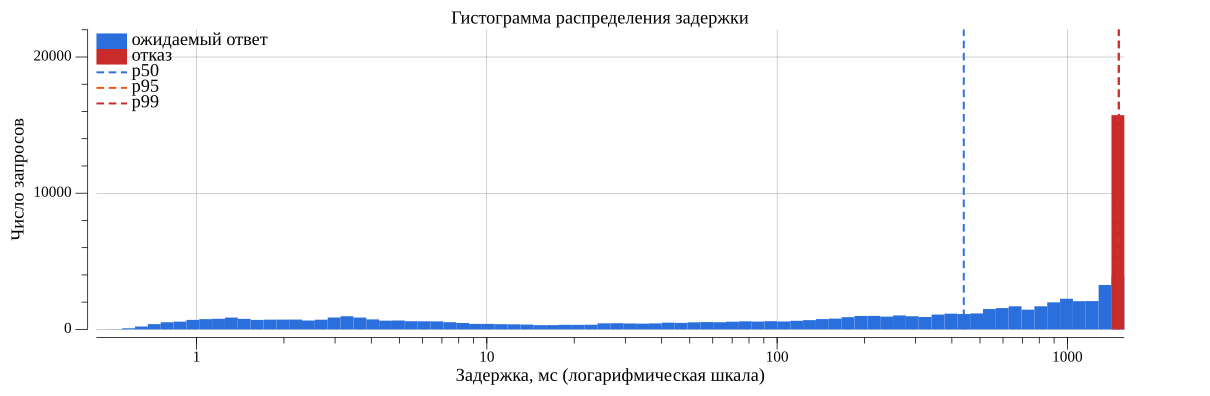 Гистограмма распределения задержки
ожидаемый ответ
отказ
p50
p95
p99
Число запросов
20000
10000
0
1
10
100
1000
Задержка, мс (логарифмическая шкала)